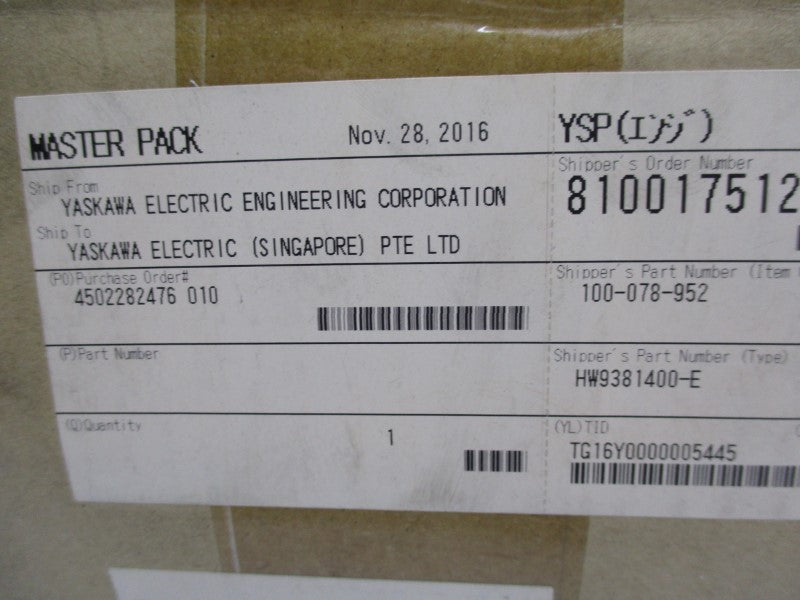 MASTER PACK Nov. 28, 2016 YSP(ｴﾝｼﾞ)
Ship From
YASKAWA ELECTRIC ENGINEERING CORPORATION
Ship To
YASKAWA ELECTRIC (SINGAPORE) PTE LTD
Shipper's Order Number
810017512
(PO)Purchase Order#
4502282476 010
Shipper's Part Number (Item
100-078-952
(P)Part Number
Shipper's Part Number (Type)
HW9381400-E
(Q)Quantity
1
(YL)TID
TG16Y0000005445